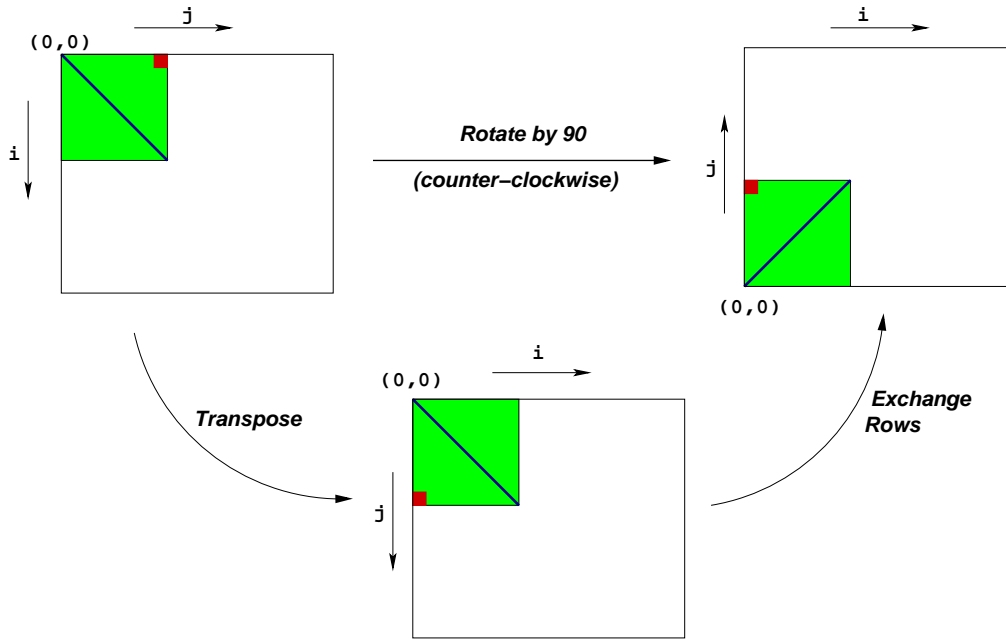 j
(0,0)
i
Rotate by 90
(counter−clockwise)
i
j
(0,0)
Transpose
i
(0,0)
j
Exchange
Rows